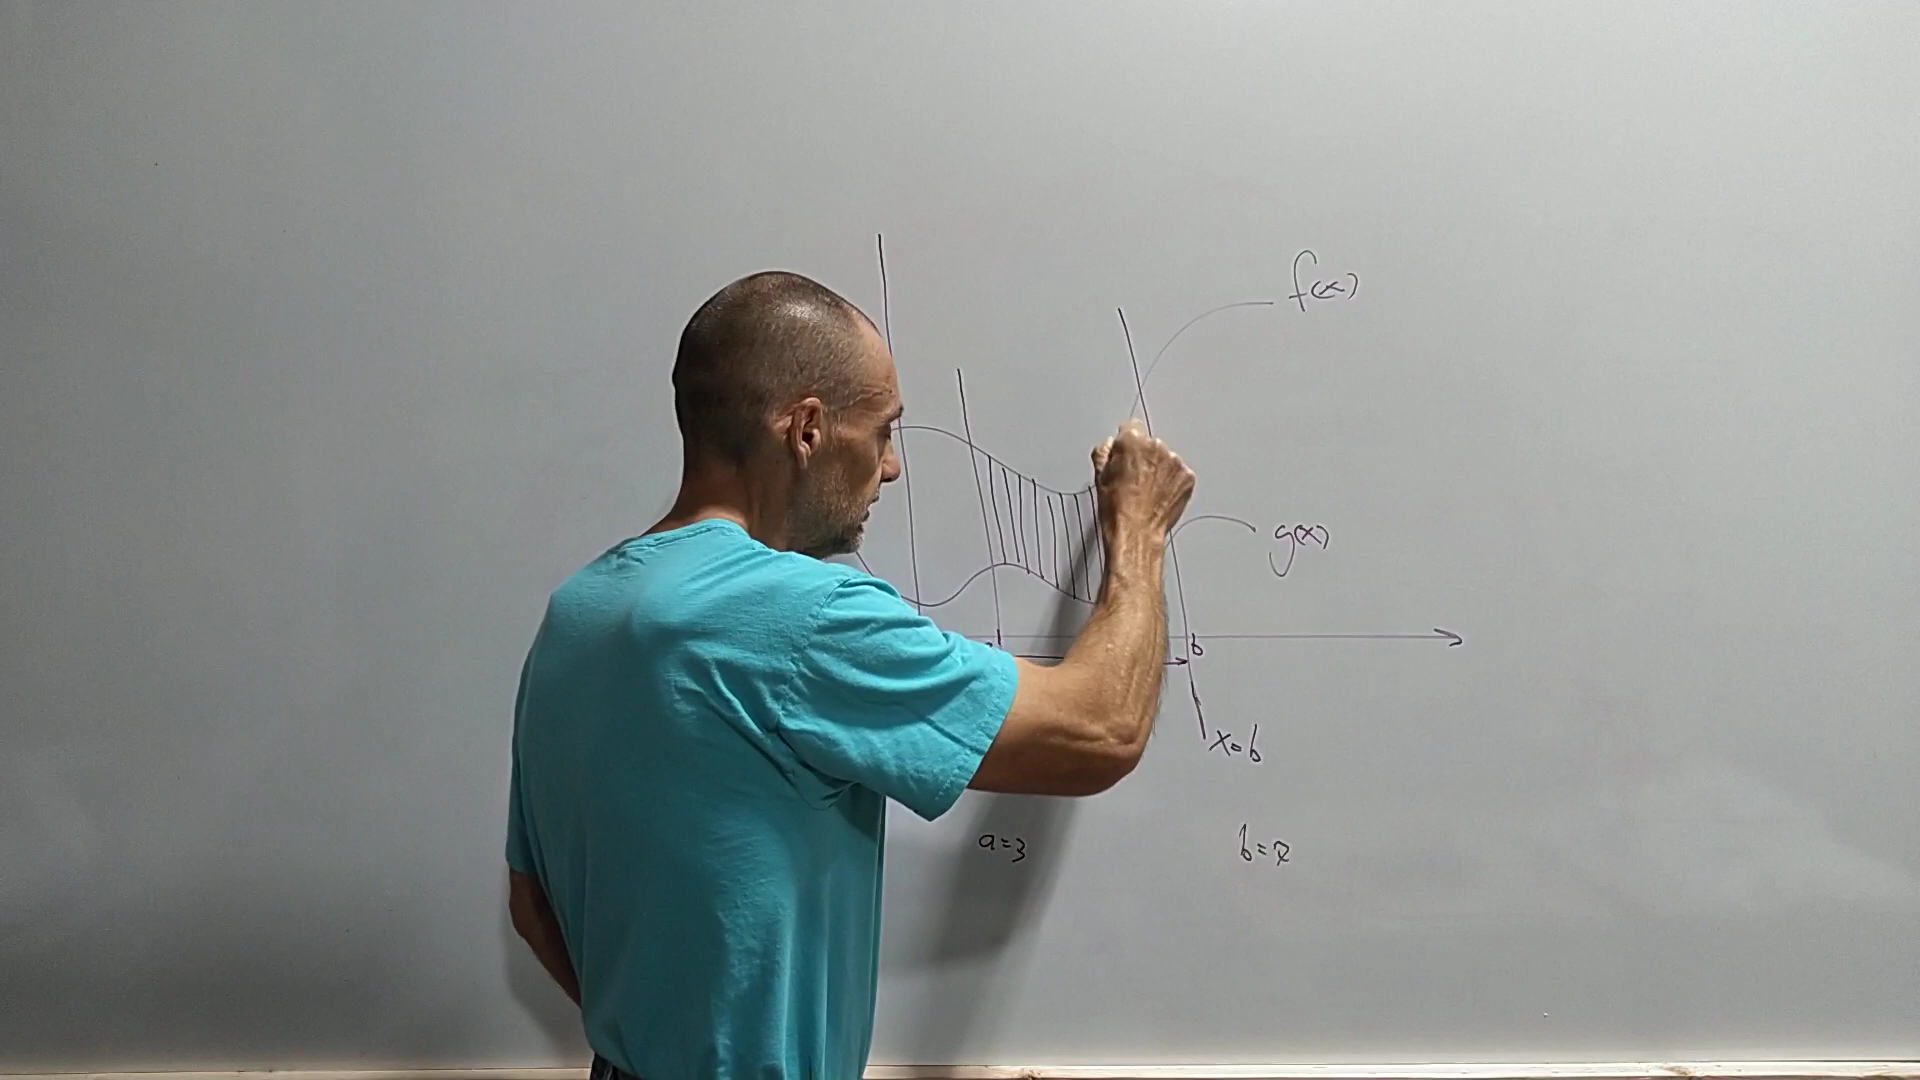 f(x)
g(x)
b
x=b
a=3
b=7